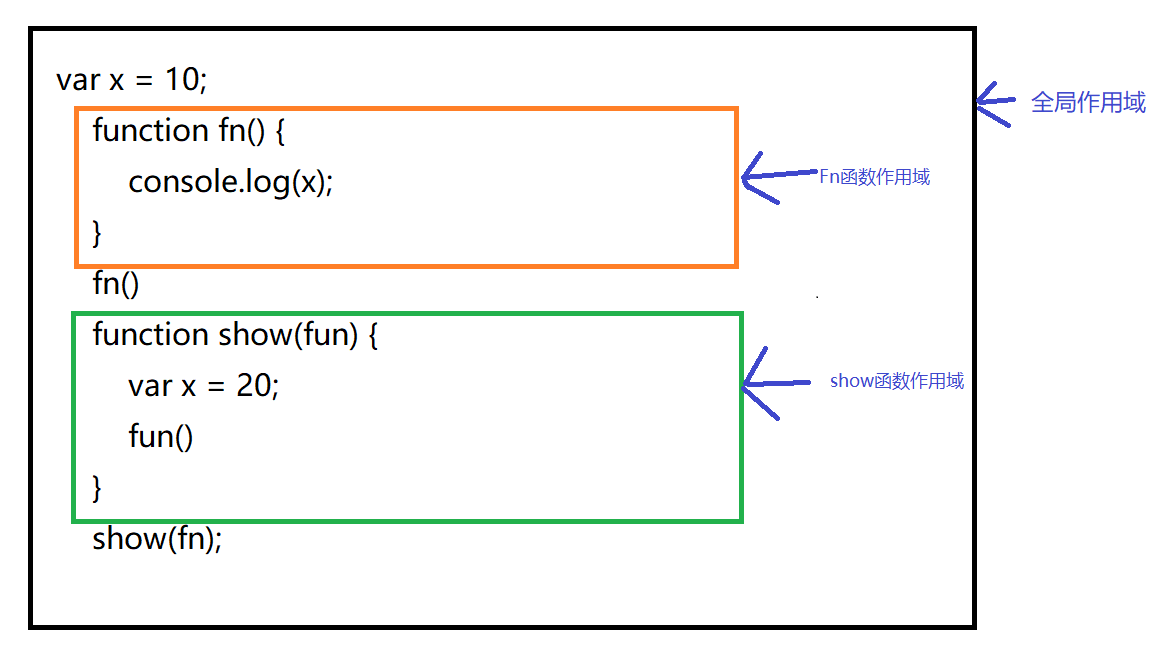 var x = 10;
全局作用域
function fn() {
console.log(x);
Fn函数作用域
}
fn()
function show(fun) {
var x = 20;
show函数作用域
fun()
}
show(fn);